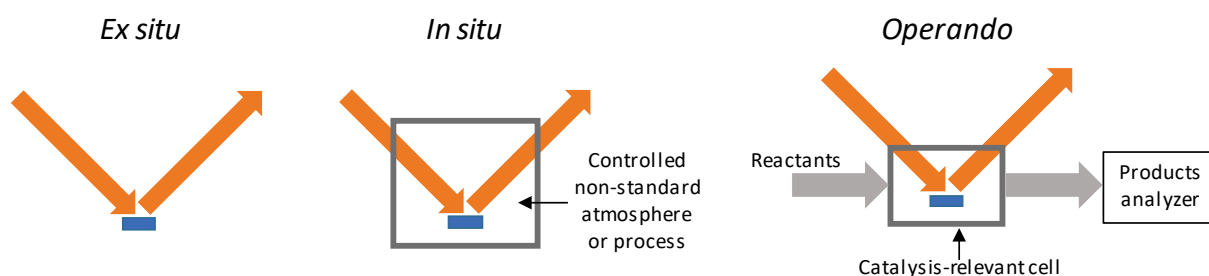 Ex situ
In situ
Operando
Controlled
non-standard
atmosphere
or process
Reactants
Products
analyzer
Catalysis-relevant cell